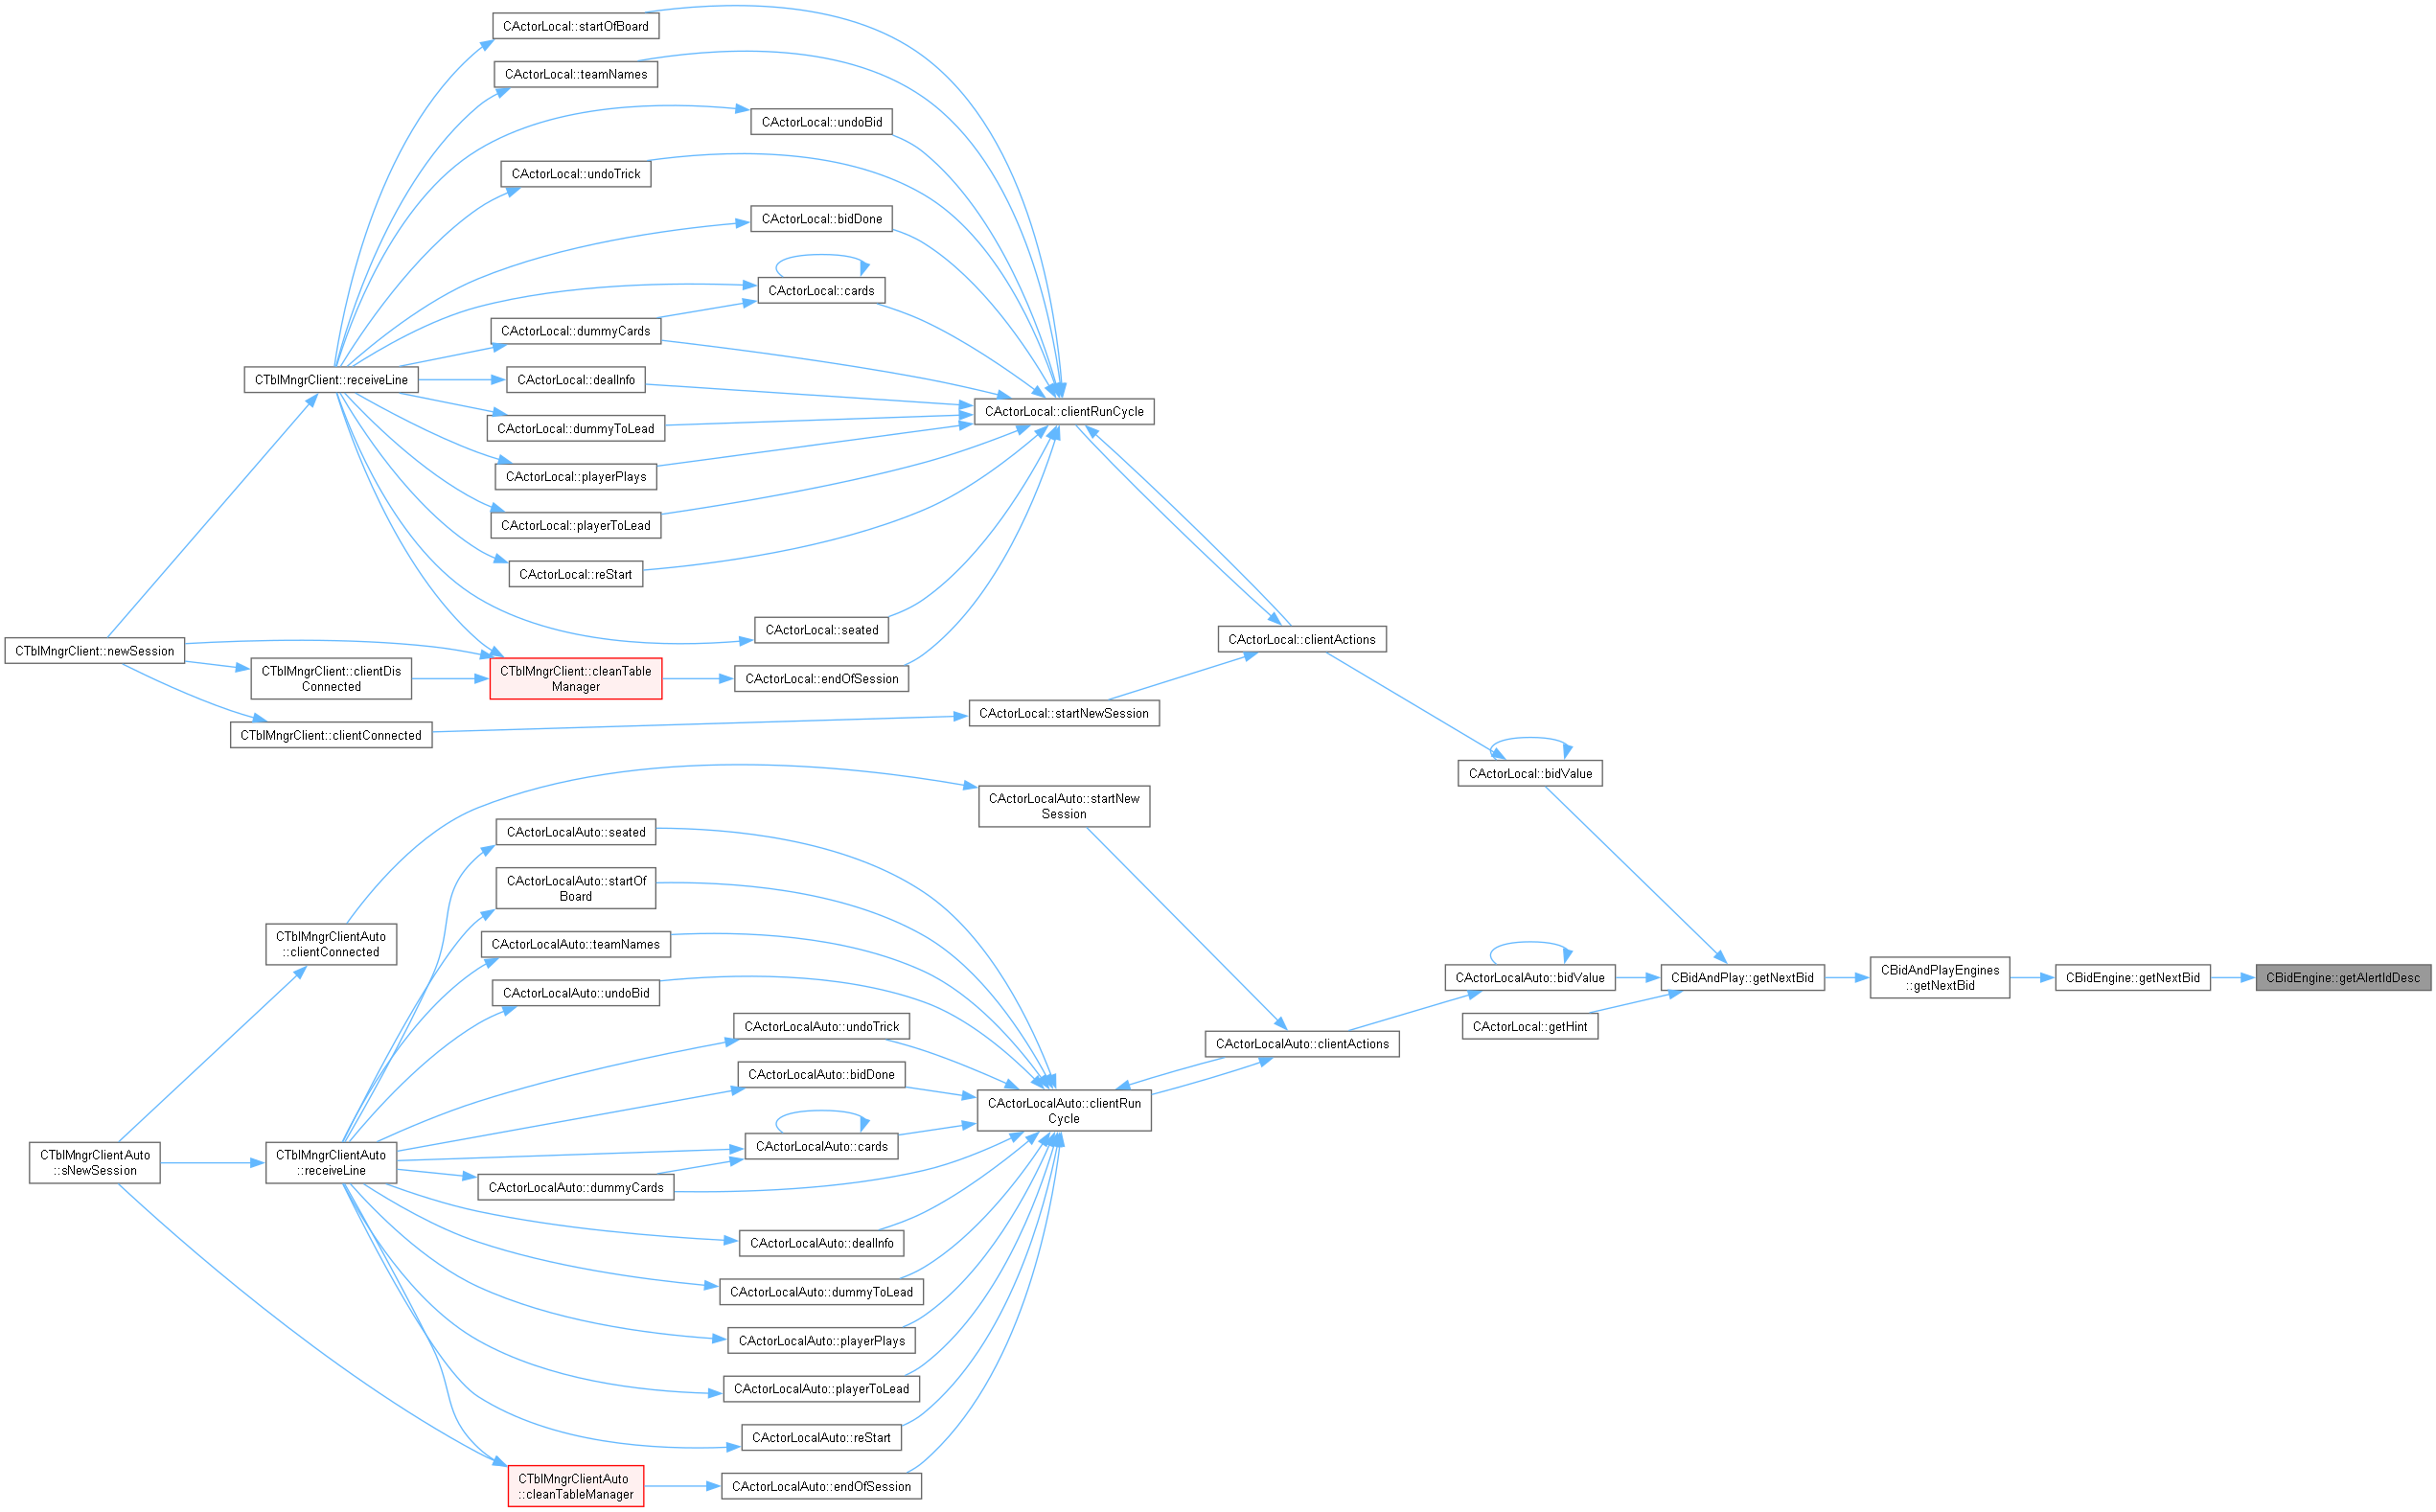 CActorLocal::startOfBoard
CActorLocal::teamNames
CActorLocal::undoBid
CActorLocal::undoTrick
CActorLocal::bidDone
CActorLocal::cards
CActorLocal::dummyCards
CTblMngrClient::receiveLine
CActorLocal::dealInfo
CActorLocal::clientRunCycle
CActorLocal::dummyToLead
CActorLocal::playerPlays
CActorLocal::playerToLead
CActorLocal::reStart
CActorLocal::seated
CActorLocal::clientActions
CTblMngrClient::newSession
CTblMngrClient::clientDis
Connected
CTblMngrClient::cleanTable
Manager
CActorLocal::endOfSession
CActorLocal::startNewSession
CTblMngrClient::clientConnected
CActorLocal::bidValue
CActorLocalAuto::startNew
Session
CActorLocalAuto::seated
CActorLocalAuto::startOf
Board
CTblMngrClientAuto
::clientConnected
CActorLocalAuto::teamNames
CActorLocalAuto::undoBid
CActorLocalAuto::bidValue
CBidAndPlay::getNextBid
CBidAndPlayEngines
::getNextBid
CBidEngine::getNextBid
CBidEngine::getAlertIdDesc
CActorLocalAuto::undoTrick
CActorLocal::getHint
CActorLocalAuto::clientActions
CActorLocalAuto::bidDone
CActorLocalAuto::clientRun
Cycle
CActorLocalAuto::cards
CTblMngrClientAuto
::sNewSession
CTblMngrClientAuto
::receiveLine
CActorLocalAuto::dummyCards
CActorLocalAuto::dealInfo
CActorLocalAuto::dummyToLead
CActorLocalAuto::playerPlays
CActorLocalAuto::playerToLead
CActorLocalAuto::reStart
CTblMngrClientAuto
::cleanTableManager
CActorLocalAuto::endOfSession